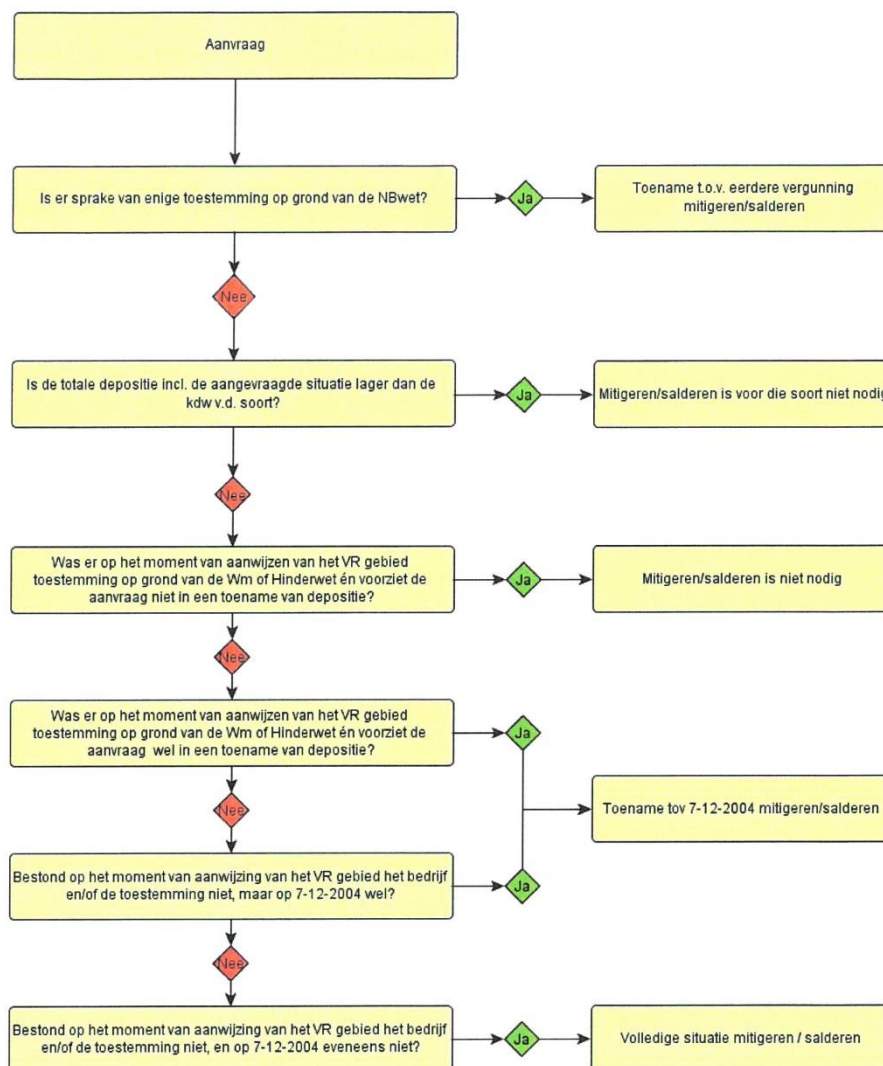 Aanvraag
Is er sprake van enige toestemming op grond van de NBwet?
Ja
Toename t.o.v. eerdere vergunning
mitigeren/salderen
Nee
Is de totale depositie incl. de aangevraagde situatie lager dan de
kdw v.d. soort?
Ja
Mitigeren/salderen is voor die soort niet nodig
Nee
Was er op het moment van aanwijzen van het VR gebied
toestemming op grond van de Wm of Hinderwet én voorziet de
aanvraag niet in een toename van depositie?
Ja
Mitigeren/salderen is niet nodig
Nee
Was er op het moment van aanwijzen van het VR gebied
toestemming op grond van de Wm of Hinderwet én voorziet de
aanvraag wel in een toename van depositie?
Ja
Toename tov 7-12-2004 mitigeren/salderen
Nee
Bestond op het moment van aanwijzing van het VR gebied het bedrijf
en/of de toestemming niet, maar op 7-12-2004 wel?
Ja
Nee
Bestond op het moment van aanwijzing van het VR gebied het bedrijf
en/of de toestemming niet, en op 7-12-2004 eveneens niet?
Ja
Volledige situatie mitigeren / salderen